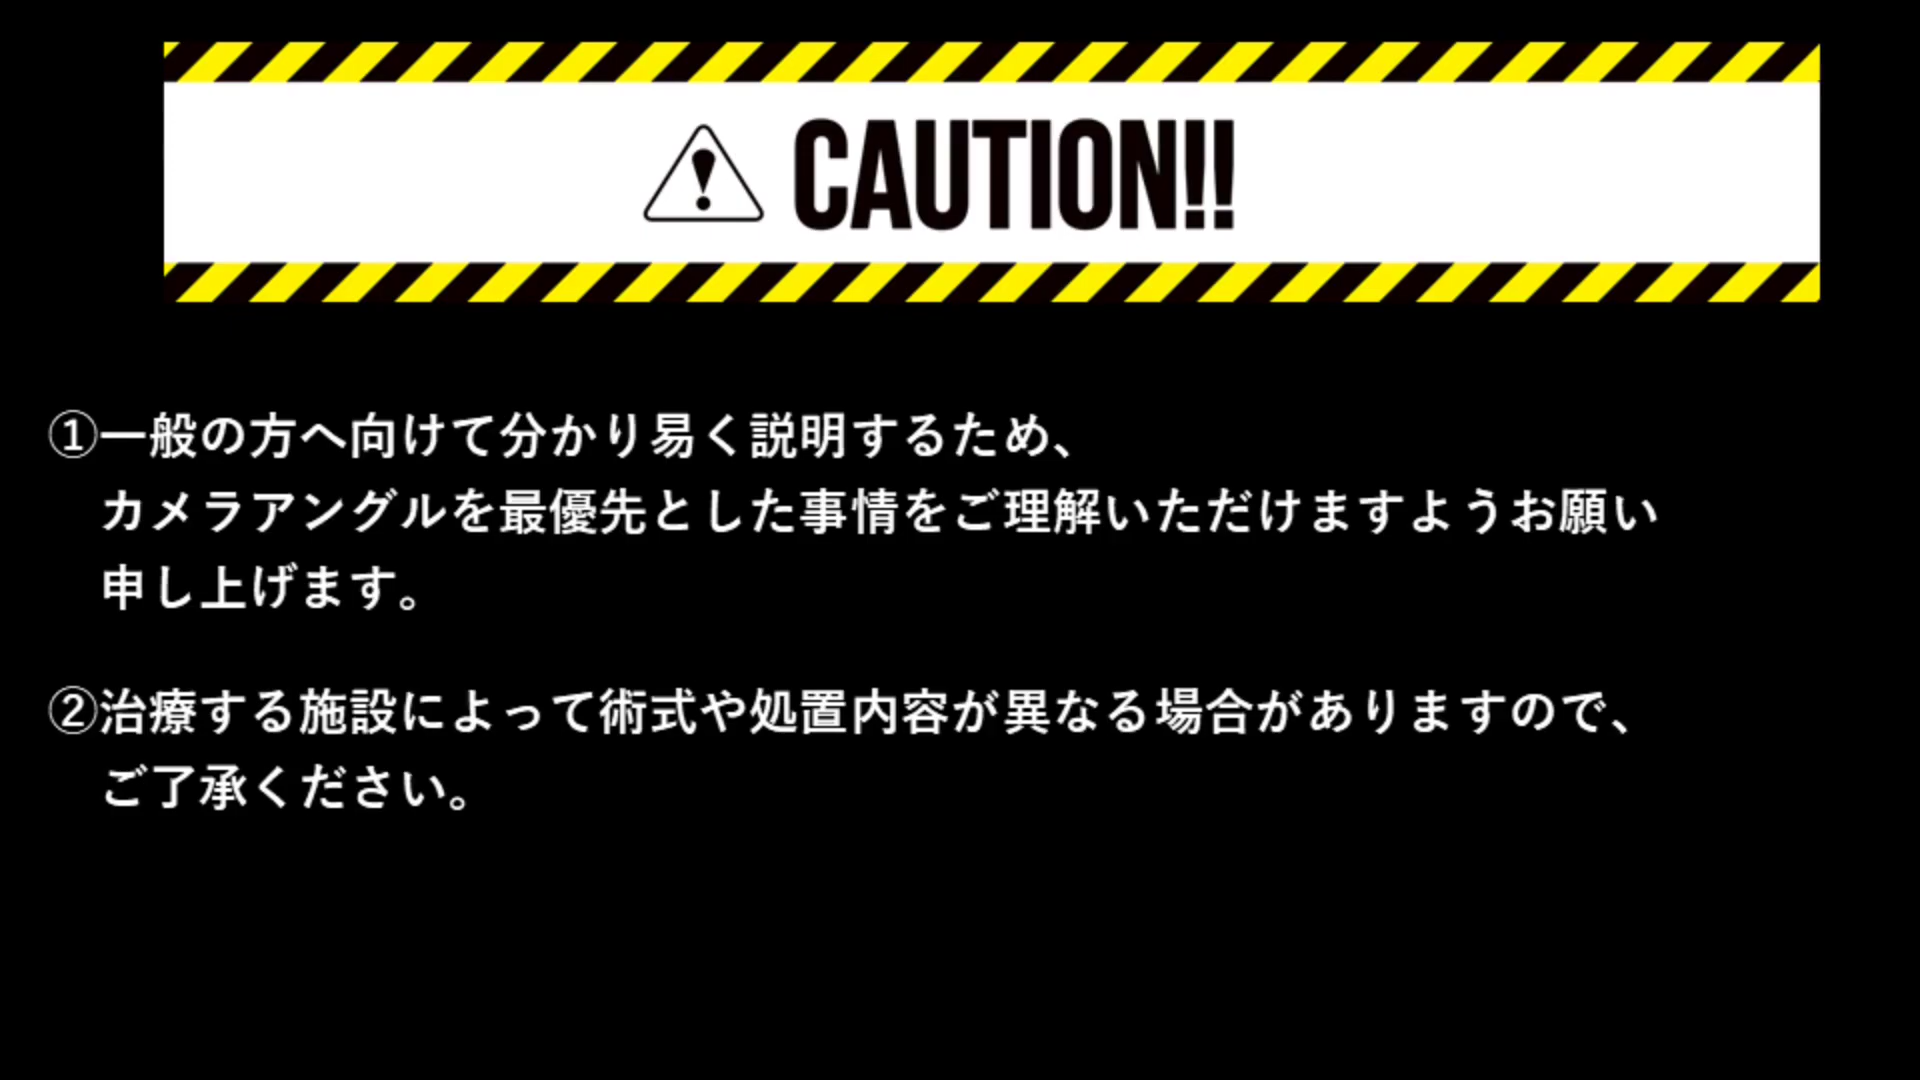 CAUTION!!
①一般の方へ向けて分かり易く説明するため、
カメラアングルを最優先とした事情をご理解いただけますようお願い
申し上げます。
②治療する施設によって術式や処置内容が異なる場合がありますので、
ご了承ください。